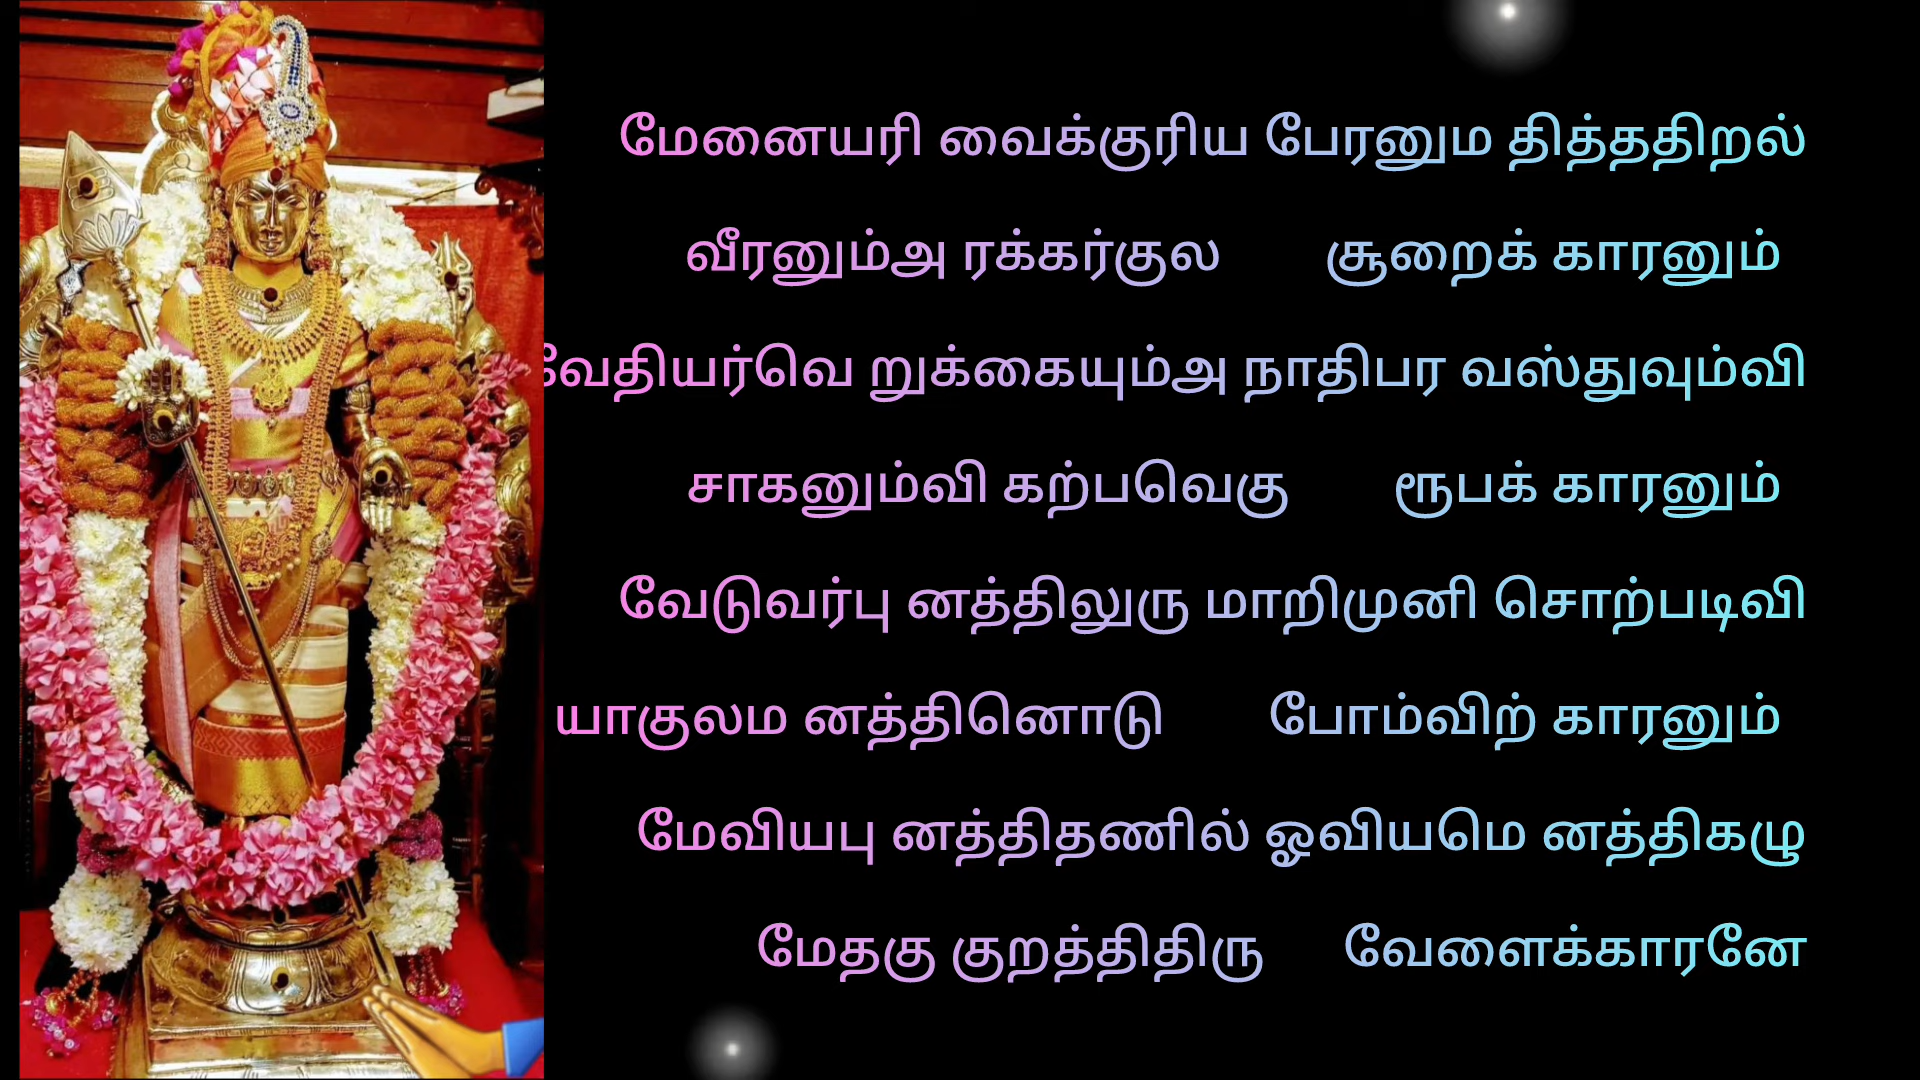 மேனையரி வைக்குரிய பேரனும தித்ததிறல்
வீரனும்அ ரக்கர்குல சூறைக் காரனும்
வேதியர்வெ றுக்கையும்அ நாதிபர வஸ்துவும்வி
சாகனும்வி கற்பவெகு ரூபக் காரனும்
வேடுவர்பு னத்திலுரு மாறிமுனி சொற்படிவி
யாகுலம னத்தினொடு போம்விற் காரனும்
மேவியபு னத்திதணில் ஓவியமெ னத்திகழு
மேதகு குறத்திதிரு வேளைக்காரனே